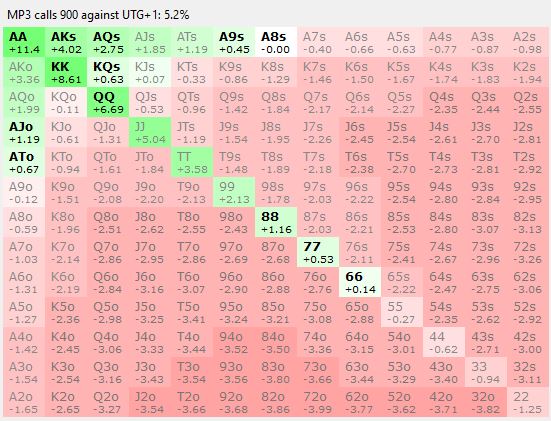 MP3 calls 900 against UTG+1: 5.2%
AA AKs AQs AJs ATs A9s A8s A7s A6s A5s A4s A3s A2s
+11.4 +4.02 +2.75 +1.85 +1.19 +0.45 -0.00 -0.40 -0.66 -0.63 -0.77 -0.87 -0.98
AKo KK KQs KJs KTs K9s K8s K7s K6s K5s K4s K3s K2s
+3.36 +8.61 +0.63 +0.07 -0.33 -0.86 -1.29 -1.46 -1.50 -1.67 -1.74 -1.83 -1.94
AQo KQo QQ QJs QTs Q9s Q8s Q7s Q6s Q5s Q4s Q3s Q2s
+1.99 -0.11 +6.69 -0.53 -0.96 -1.42 -1.84 -2.17 -2.14 -2.27 -2.35 -2.44 -2.55
AJo KJo QJo JJ JTs J9s J8s J7s J6s J5s J4s J3s J2s
+1.19 -0.61 -1.31 +5.04 -1.19 -1.54 -1.95 -2.26 -2.45 -2.54 -2.61 -2.70 -2.81
ATo KTo QTo JTo TT T9s T8s T7s T6s T5s T4s T3s T2s
+0.67 -0.94 -1.61 -1.84 +3.58 -1.48 -1.89 -2.18 -2.38 -2.70 -2.73 -2.81 -2.92
A9o K9o Q9o J9o T9o 99 98s 97s 96s 95s 94s 93s 92s
-0.12 -1.51 -2.08 -2.20 -2.13 +2.13 -1.78 -2.03 -2.22 -2.54 -2.80 -2.84 -2.95
A8o K8o Q8o J8o T8o 98o 88 87s 86s 85s 84s 83s 82s
-0.59 -1.96 -2.51 -2.62 -2.55 -2.43 +1.16 -2.03 -2.21 -2.53 -2.80 -3.07 -3.13
A7o K7o Q7o J7o T7o 97o 87o 77 76s 75s 74s 73s 72s
-1.03 -2.14 -2.86 -2.95 -2.86 -2.69 -2.68 +0.53 -2.11 -2.41 -2.67 -2.96 -3.26
A6o K6o Q6o J6o T6o 96o 86o 76o 66 65s 64s 63s 62s
-1.31 -2.19 -2.84 -3.16 -3.07 -2.90 -2.88 -2.76 +0.14 -2.22 -2.47 -2.75 -3.06
A5o K5o Q5o J5o T5o 95o 85o 75o 65o 55 54s 53s 52s
-1.27 -2.36 -2.98 -3.25 -3.41 -3.24 -3.21 -3.08 -2.88 -0.27 -2.35 -2.62 -2.92
A4o K4o Q4o J4o T4o 94o 84o 74o 64o 54o 44 43s 42s
-1.42 -2.45 -3.06 -3.33 -3.44 -3.52 -3.50 -3.36 -3.15 -3.01 -0.62 -2.71 -3.00
A3o K3o Q3o J3o T3o 93o 83o 73o 63o 53o 43o 33 32s
-1.54 -2.54 -3.16 -3.43 -3.54 -3.56 -3.80 -3.66 -3.44 -3.29 -3.40 -0.94 -3.11
A2o K2o Q2o J2o T2o 92o 82o 72o 62o 52o 42o 32o 22
-1.65 -2.65 -3.27 -3.54 -3.66 -3.68 -3.86 -3.99 -3.77 -3.62 -3.71 -3.82 -1.25